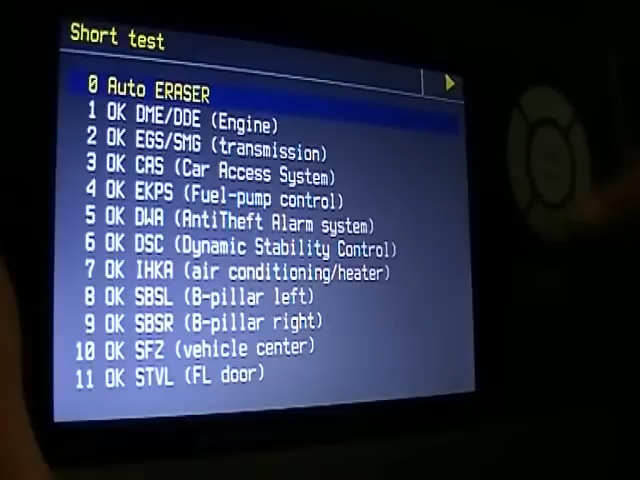 Short test
0 Auto ERASER
1 OK DME/DDE (Engine)
2 OK EGS/SMG (transmission)
3 OK CAS (Car Access System)
4 OK EKPS (Fuel-pump control)
5 OK DWA (AntiTheft Alarm system)
6 OK DSC (Dynamic Stability Control)
7 OK IHKA (air conditioning/heater)
8 OK SBSL (B-pillar left)
9 OK SBSR (B-pillar right)
10 OK SFZ (vehicle center)
11 OK STVL (FL door)